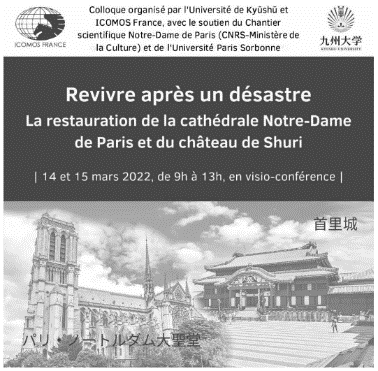 Colloque organisé par l'Université de Kyūshū et
ICOMOS France, avec le soutien du Chantier
scientifique Notre-Dame de Paris (CNRS-Ministère de
la Culture) et de l'Université Paris Sorbonne
ICOMOS FRANCE
九州大学
KYUSHU UNIVERSITY
Revivre après un désastre
La restauration de la cathédrale Notre-Dame
de Paris et du château de Shuri
| 14 et 15 mars 2022, de 9h à 13h, en visio-conférence |
首里城
パリ・ノートルダム大聖堂